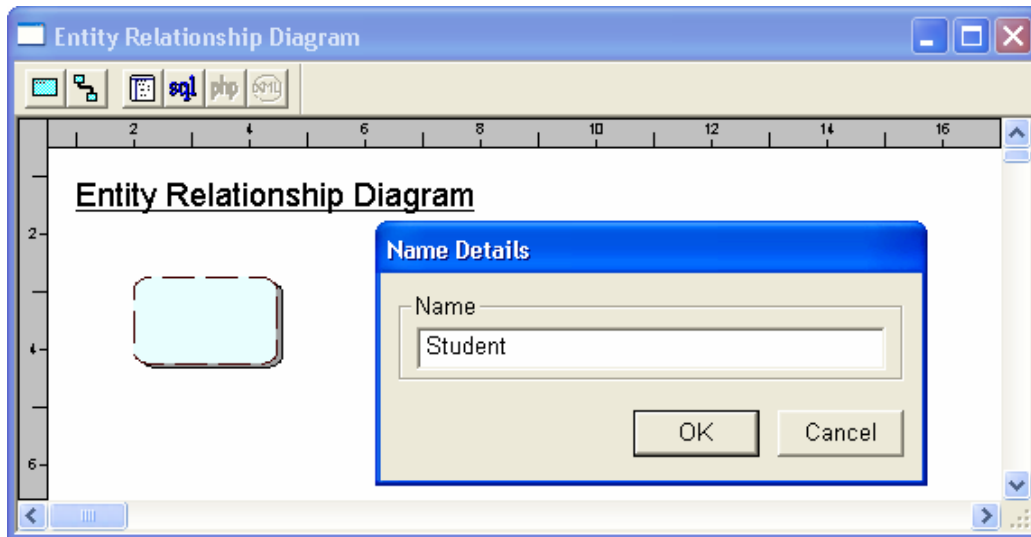 Entity Relationship Diagram
sql php XML
2 4 6 8 10 12 14 16
Entity Relationship Diagram
2
4
6
Name Details
Name
Student
OK Cancel